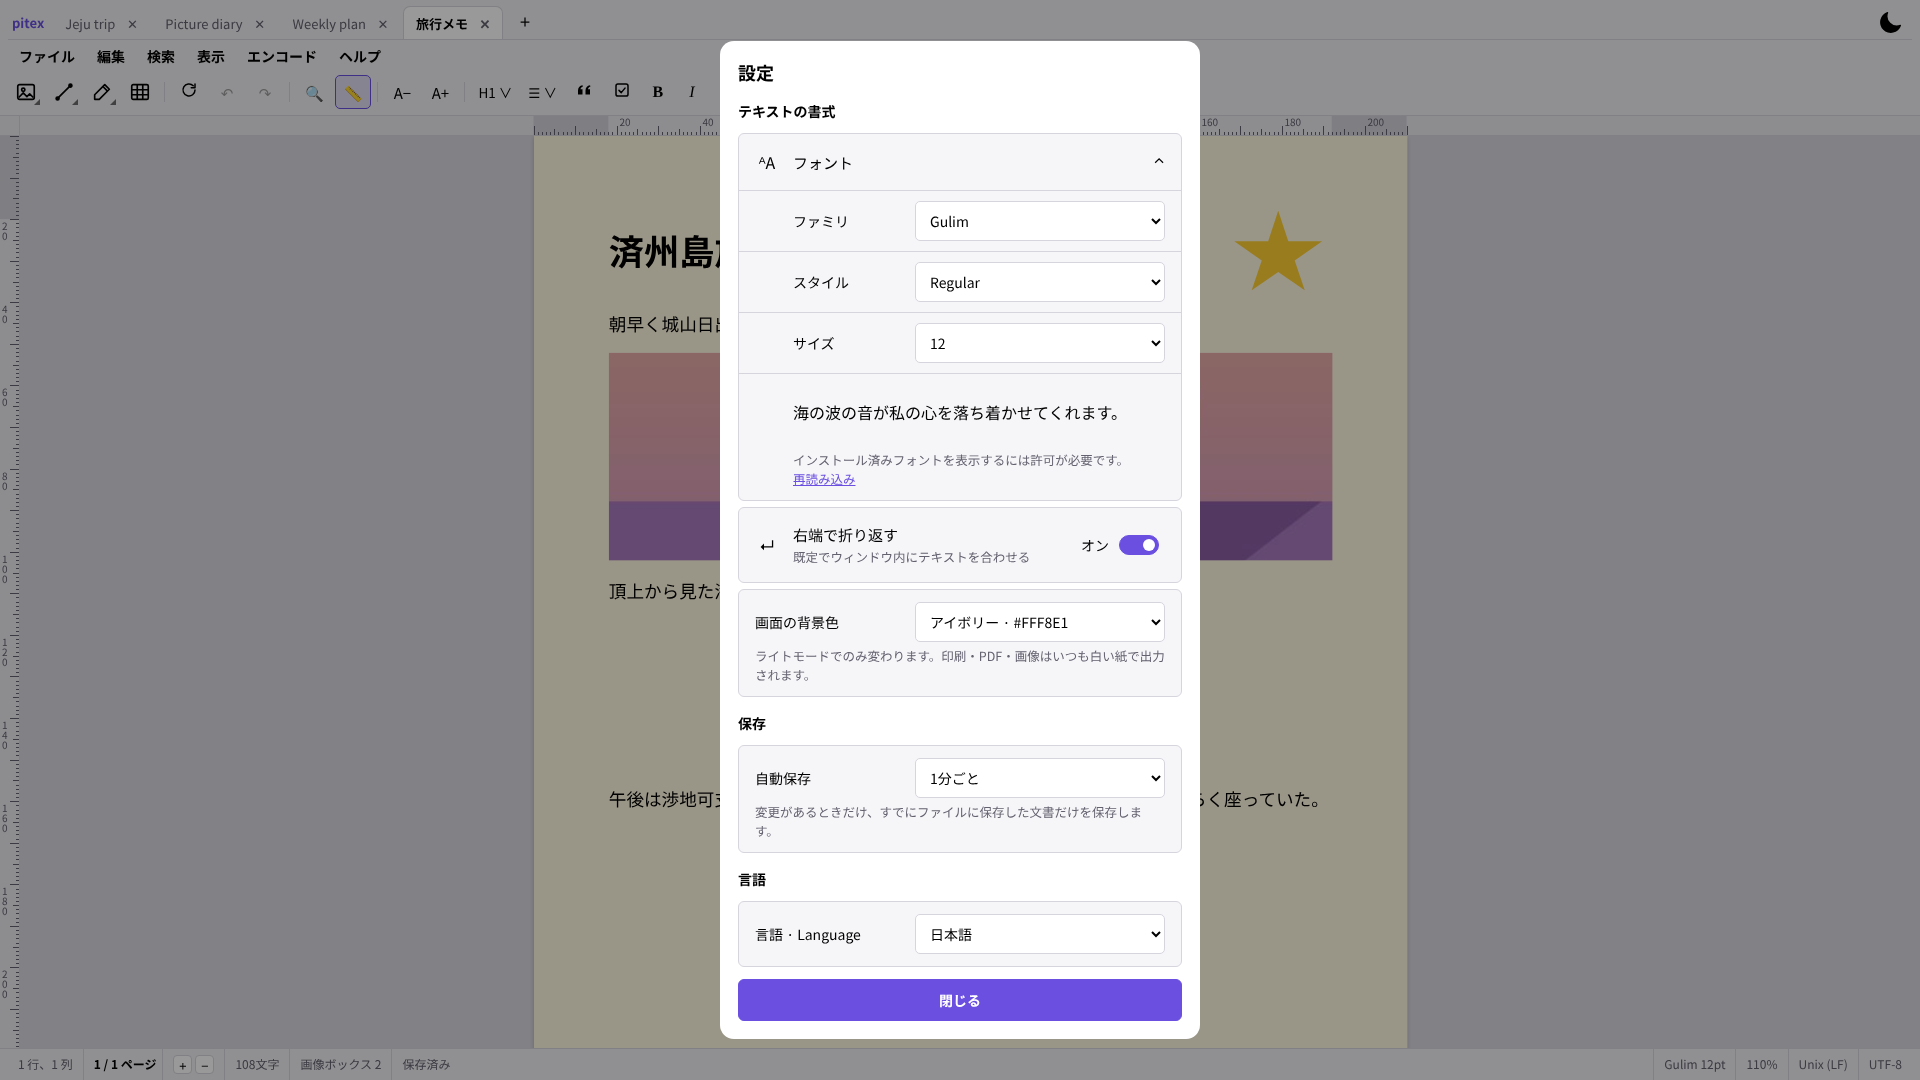 pitex
Jeju trip
Picture diary
Weekly plan
旅行メモ
ファイル 編集 検索 表示 エンコード ヘルプ
A− A+ H1 B I
設定
テキストの書式
AA フォント
ファミリ Gulim
スタイル Regular
サイズ 12
海の波の音が私の心を落ち着かせてくれます。
インストール済みフォントを表示するには許可が必要です。
再読み込み
右端で折り返す
既定でウィンドウ内にテキストを合わせる
オン
画面の背景色 アイボリー · #FFF8E1
ライトモードでのみ変わります。印刷・PDF・画像はいつも白い紙で出力
されます。
保存
自動保存 1分ごと
変更があるときだけ、すでにファイルに保存した文書だけを保存しま
す。
言語
言語 · Language 日本語
閉じる
20 40 160 180 200
20
40
60
80
100
120
140
160
180
200
済州島
朝早く城山日
頂上から見た
午後は渉地可
く座っていた。
1 行、1 列 1 / 1 ページ + − 108文字 画像ボックス 2 保存済み
Gulim 12pt 110% Unix (LF) UTF-8